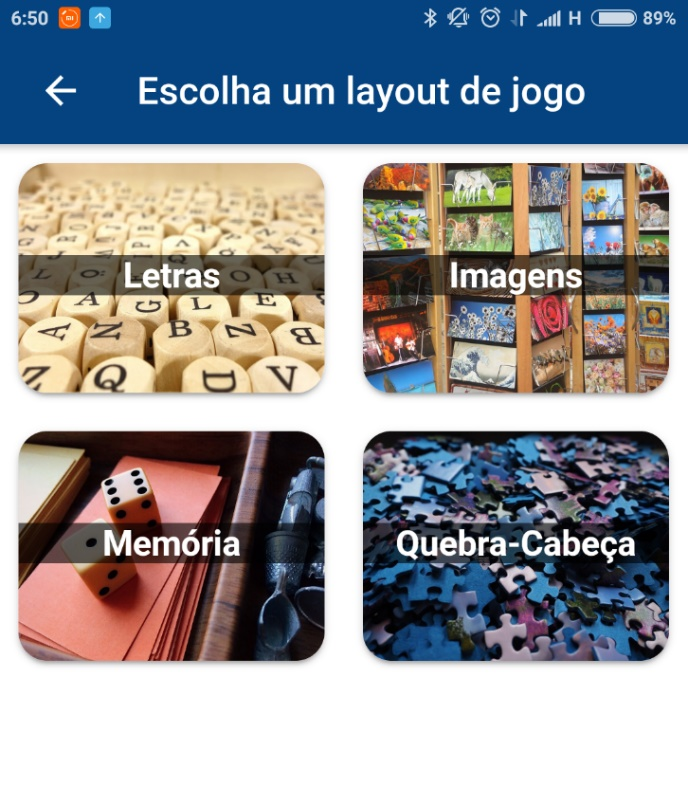 6:50 H 89%
Escolha um layout de jogo
Letras
Imagens
Memória
Quebra-Cabeça
A
L O H
O A G L E
A N B N B
Z Q D V